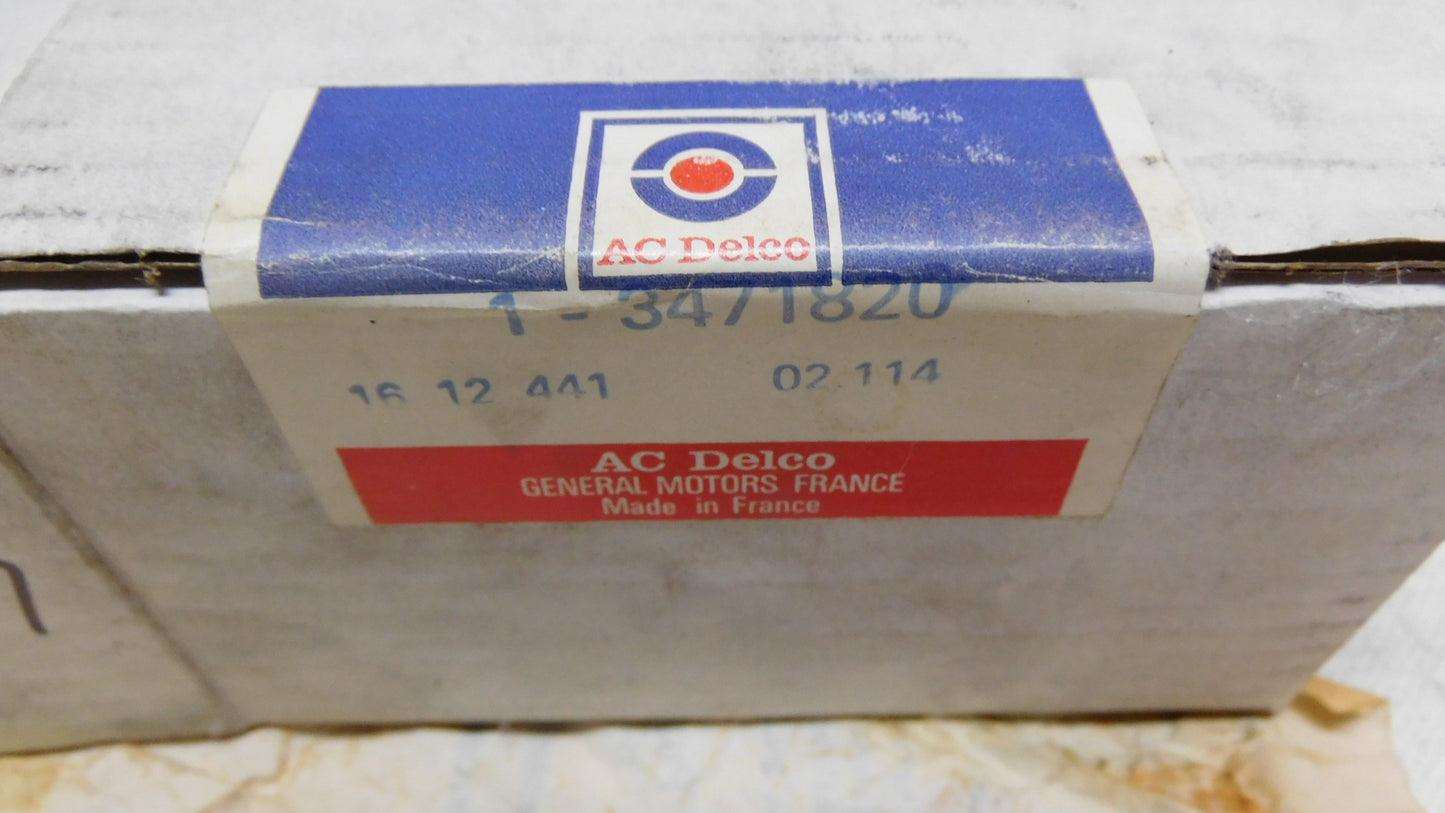 AC Delco
1 - 3471820
16 12 441 02 114
AC Delco
GENERAL MOTORS FRANCE
Made in France